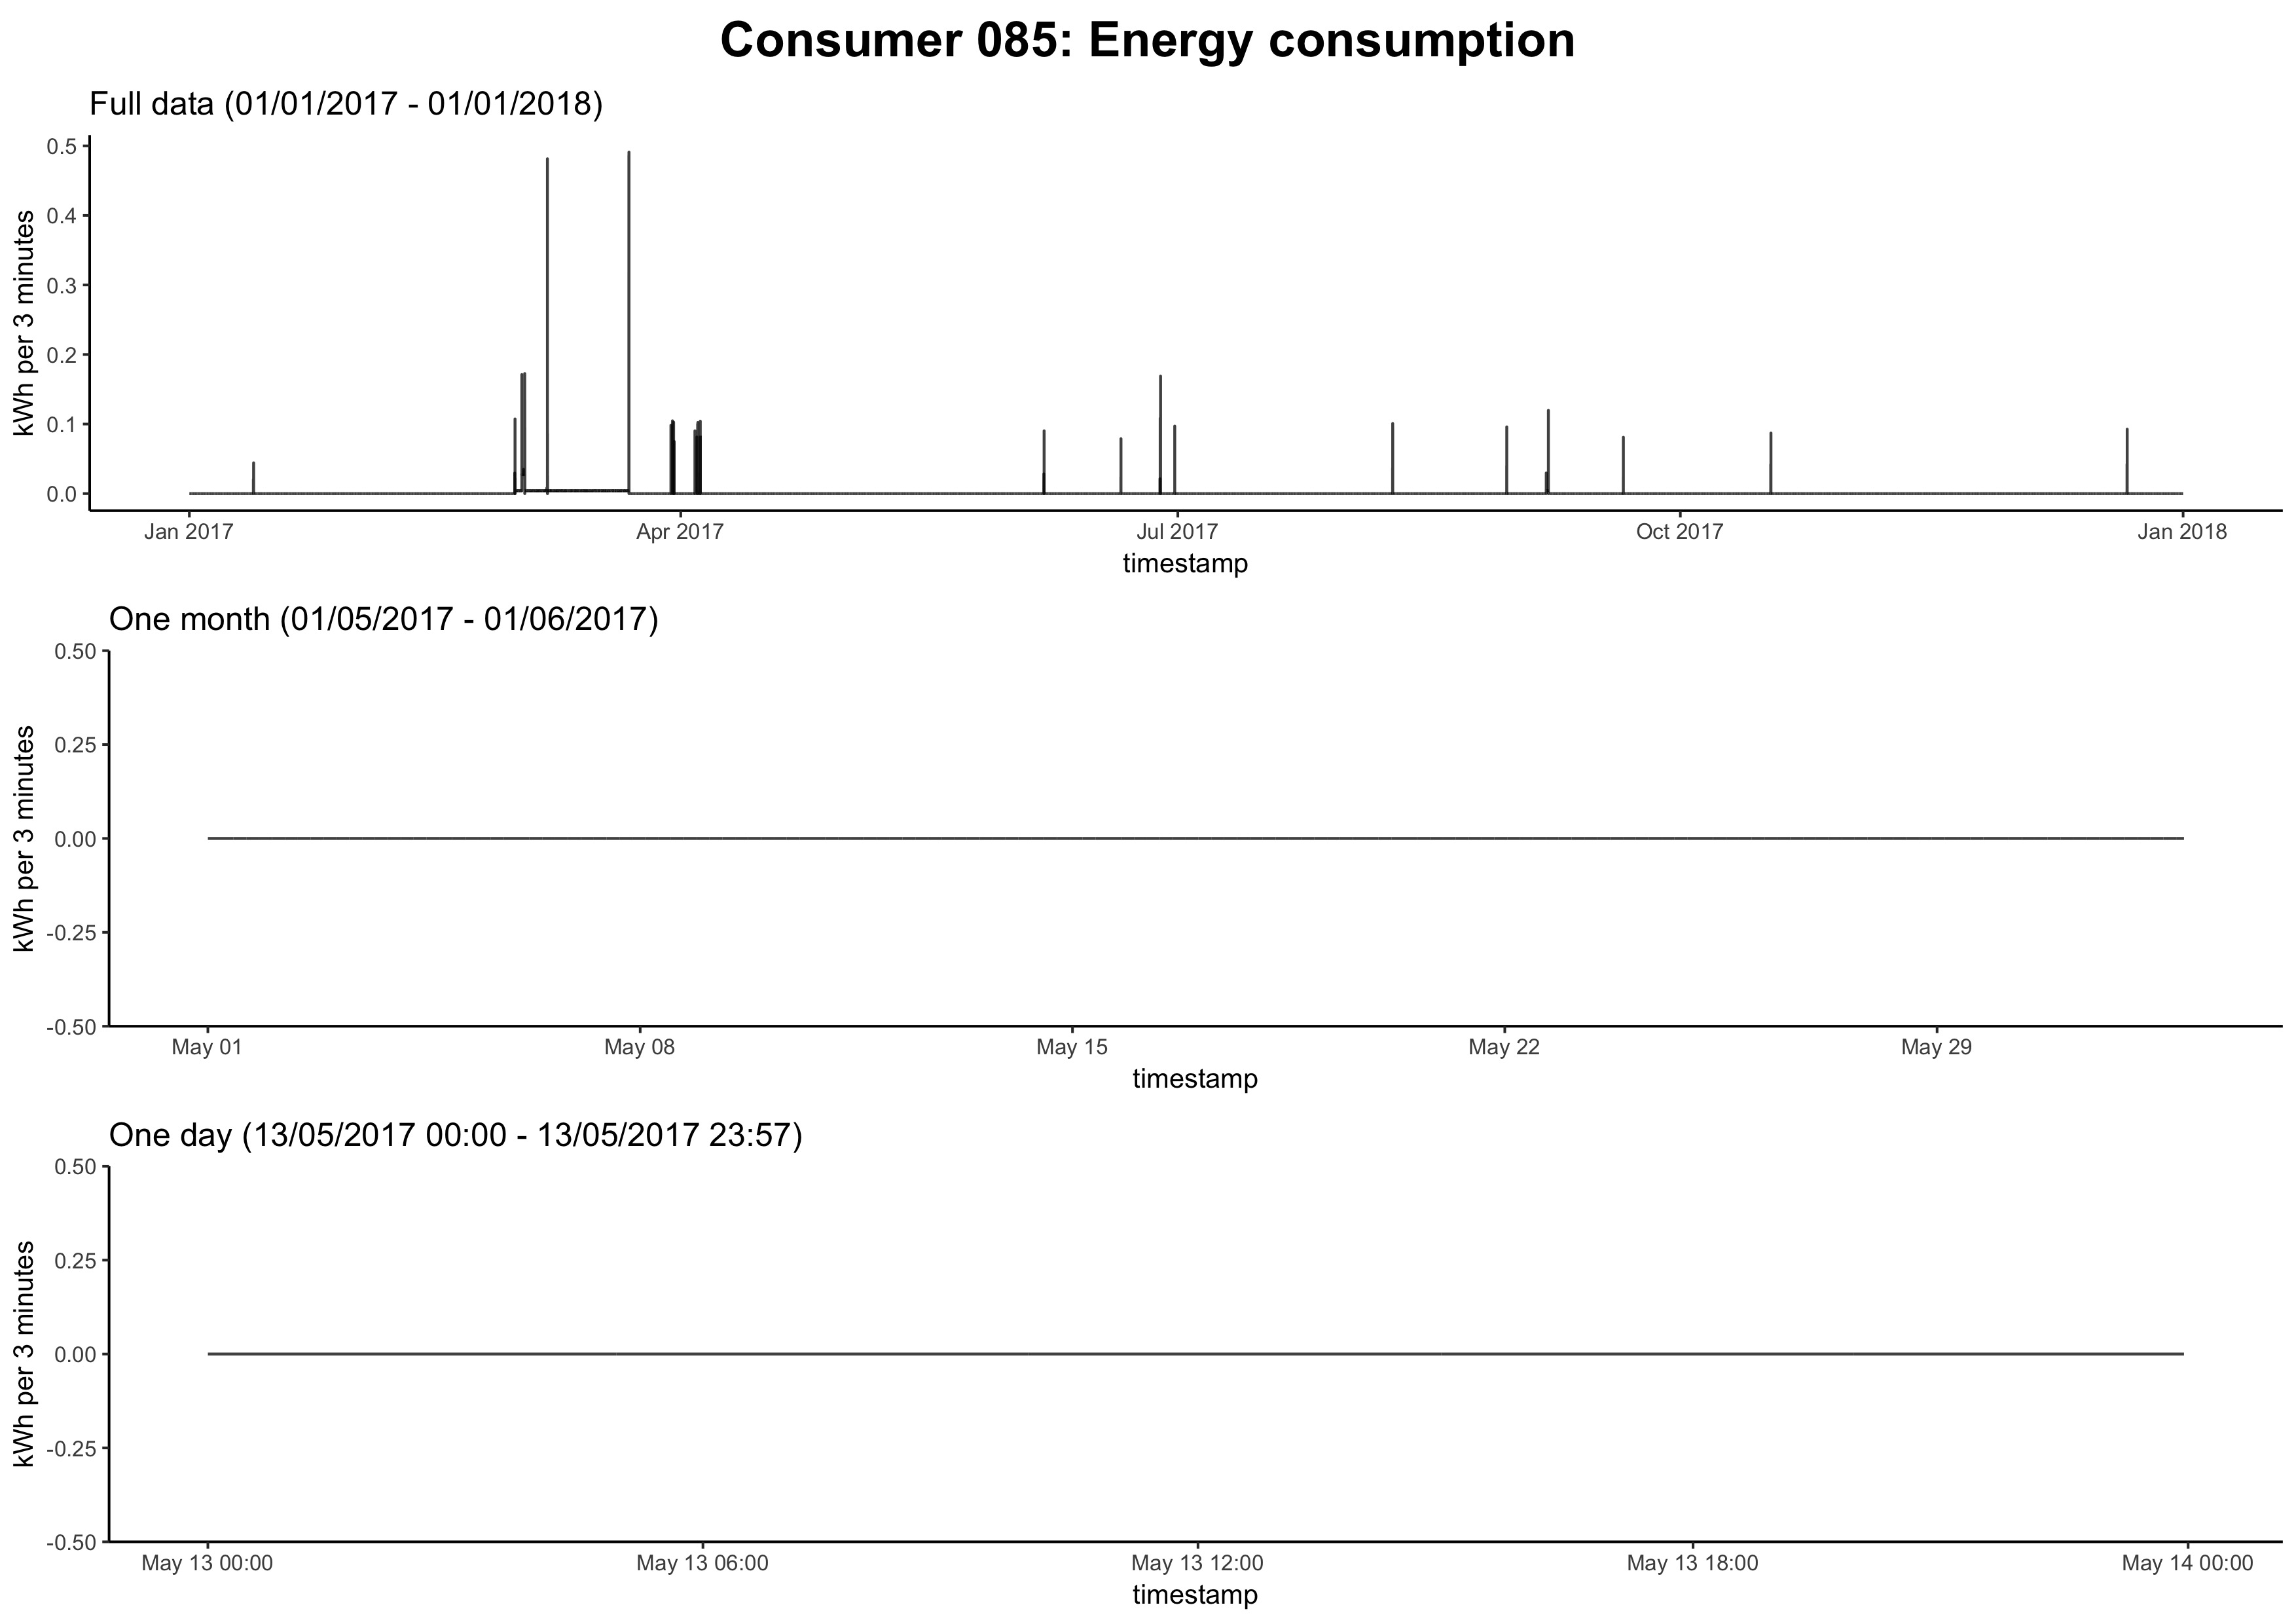 Consumer 085: Energy consumption
Full data (01/01/2017 - 01/01/2018)
kWh per 3 minutes
0.5
0.4
0.3
0.2
0.1
0.0
Jan 2017 Apr 2017 Jul 2017 Oct 2017 Jan 2018
timestamp
One month (01/05/2017 - 01/06/2017)
kWh per 3 minutes
0.50
0.25
0.00
-0.25
-0.50
May 01 May 08 May 15 May 22 May 29
timestamp
One day (13/05/2017 00:00 - 13/05/2017 23:57)
kWh per 3 minutes
0.50
0.25
0.00
-0.25
-0.50
May 13 00:00 May 13 06:00 May 13 12:00 May 13 18:00 May 14 00:00
timestamp